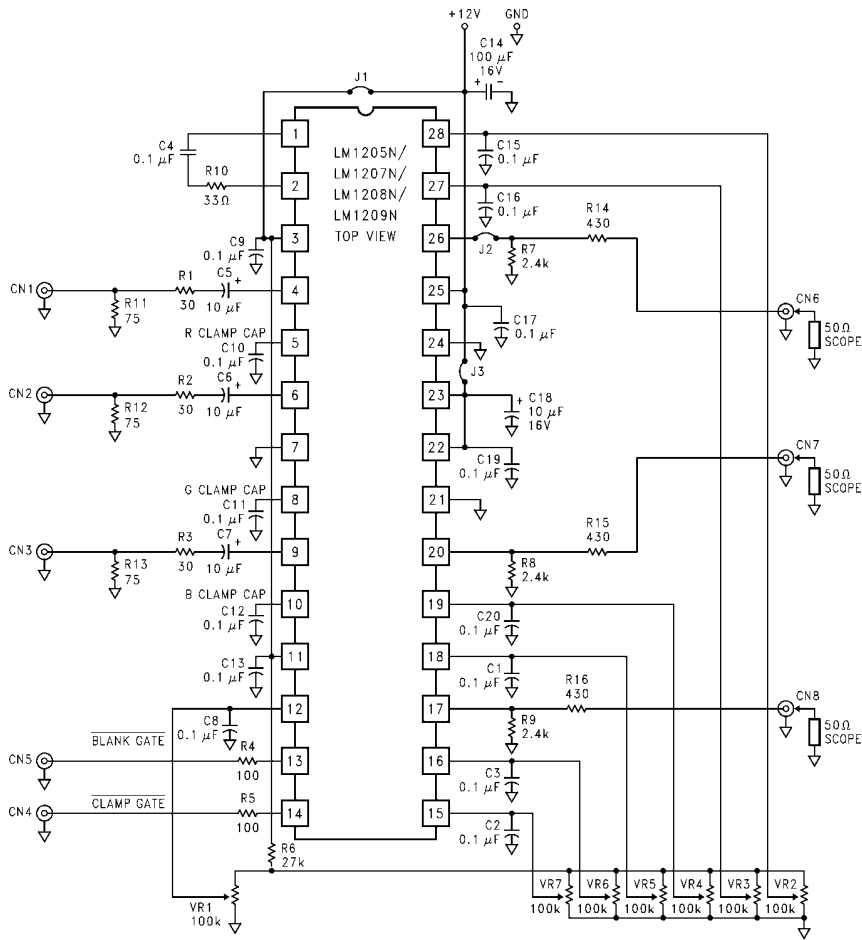 +12V GND
C14
100 μF
16V
+ −
J1
1
28
C4
0.1 μF
C15
0.1 μF
LM1205N/
LM1207N/
LM1208N/
LM1209N
TOP VIEW
R10
33Ω
2
27
C16
0.1 μF
R14
430
C9
0.1 μF
3
26
J2
R7
2.4k
CN1
R1
30
C5
+
10 μF
4
25
R11
75
C17
0.1 μF
CN6
50Ω
SCOPE
R CLAMP CAP
C10
0.1 μF
5
24
J3
CN2
R2
30
C6
+
10 μF
6
23
R12
75
+ C18
10 μF
16V
7
22
C19
0.1 μF
CN7
50Ω
SCOPE
G CLAMP CAP
C11
0.1 μF
8
21
R15
430
CN3
R3
30
C7
+
10 μF
9
20
R13
75
R8
2.4k
B CLAMP CAP
C12
0.1 μF
10
19
C20
0.1 μF
C13
0.1 μF
11
18
C1
0.1 μF
R16
430
CN8
50Ω
SCOPE
12
17
C8
0.1 μF
R9
2.4k
BLANK GATE
CN5
R4
100
13
16
C3
0.1 μF
CLAMP GATE
CN4
R5
100
14
15
C2
0.1 μF
R6
27k
VR1
100k
VR7
100k
VR6
100k
VR5
100k
VR4
100k
VR3
100k
VR2
100k